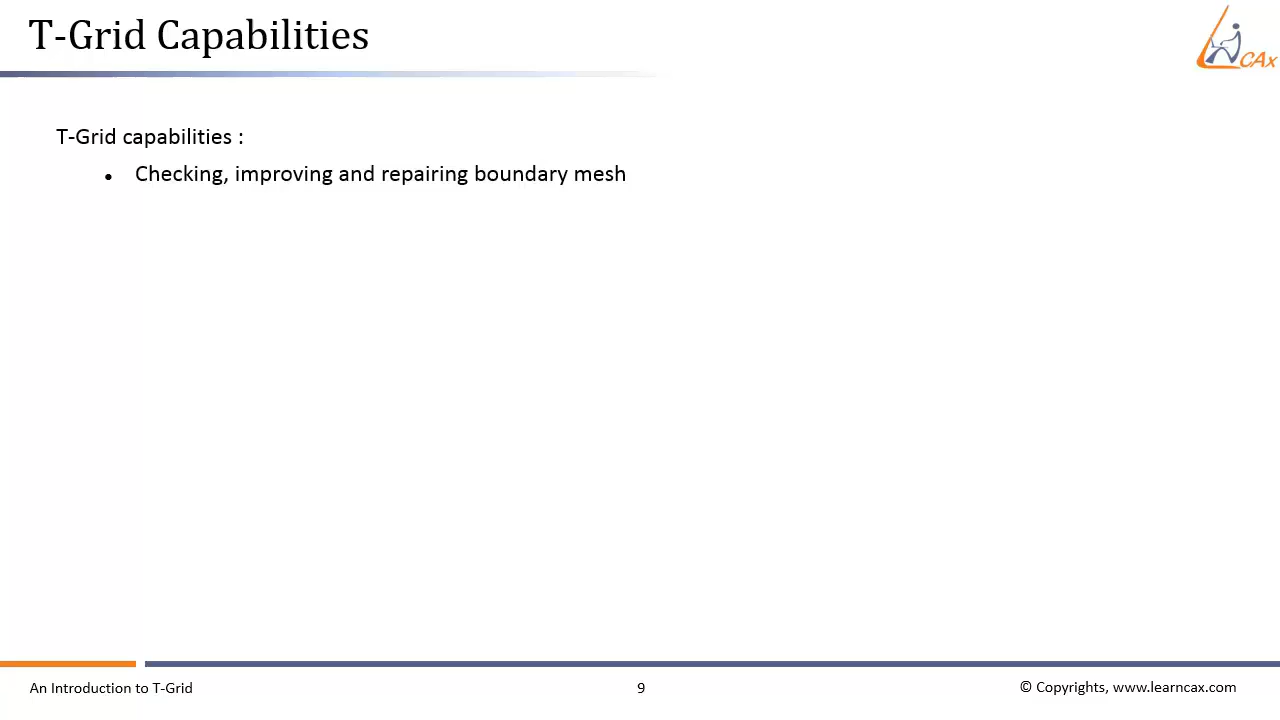 T-Grid Capabilities
CAx
T-Grid capabilities :
• Checking, improving and repairing boundary mesh
An Introduction to T-Grid
9
© Copyrights, www.learncax.com